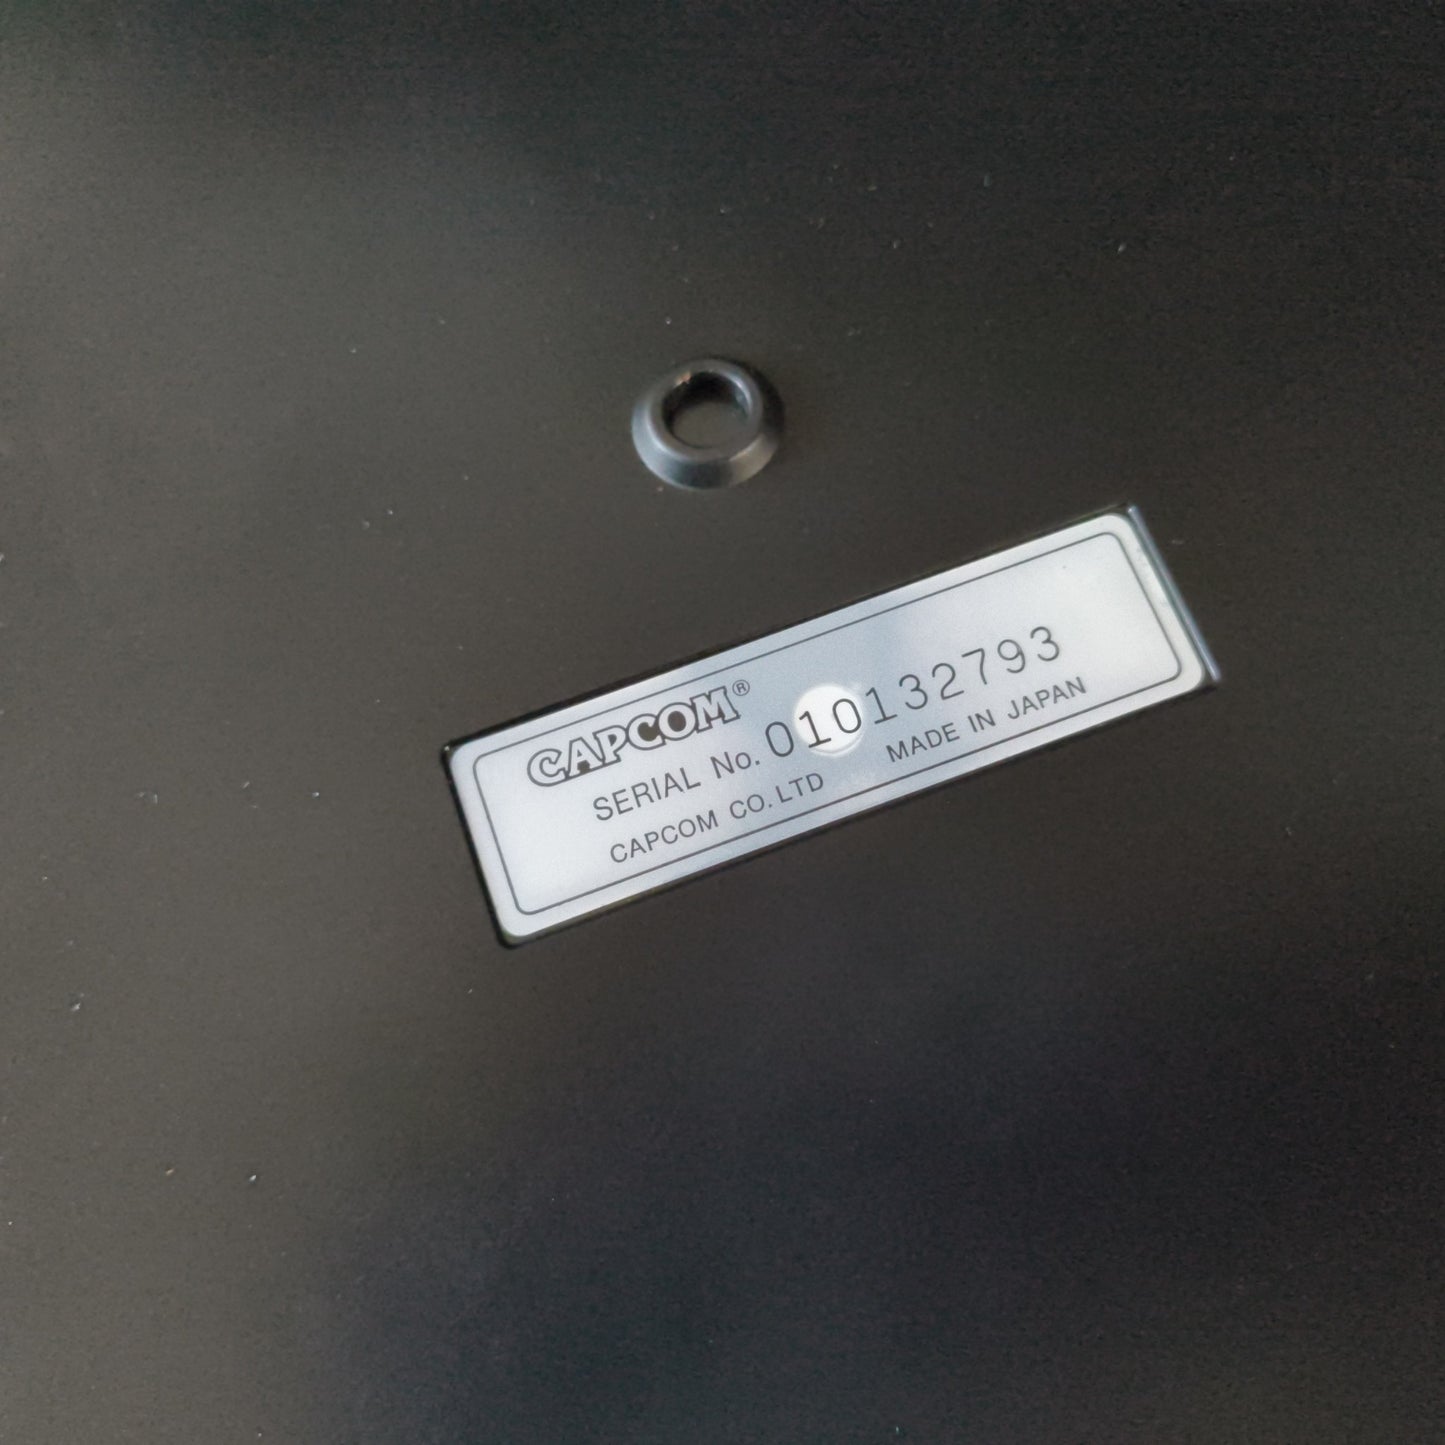 CAPCOM®
SERIAL No. 010132793
CAPCOM CO.LTD MADE IN JAPAN